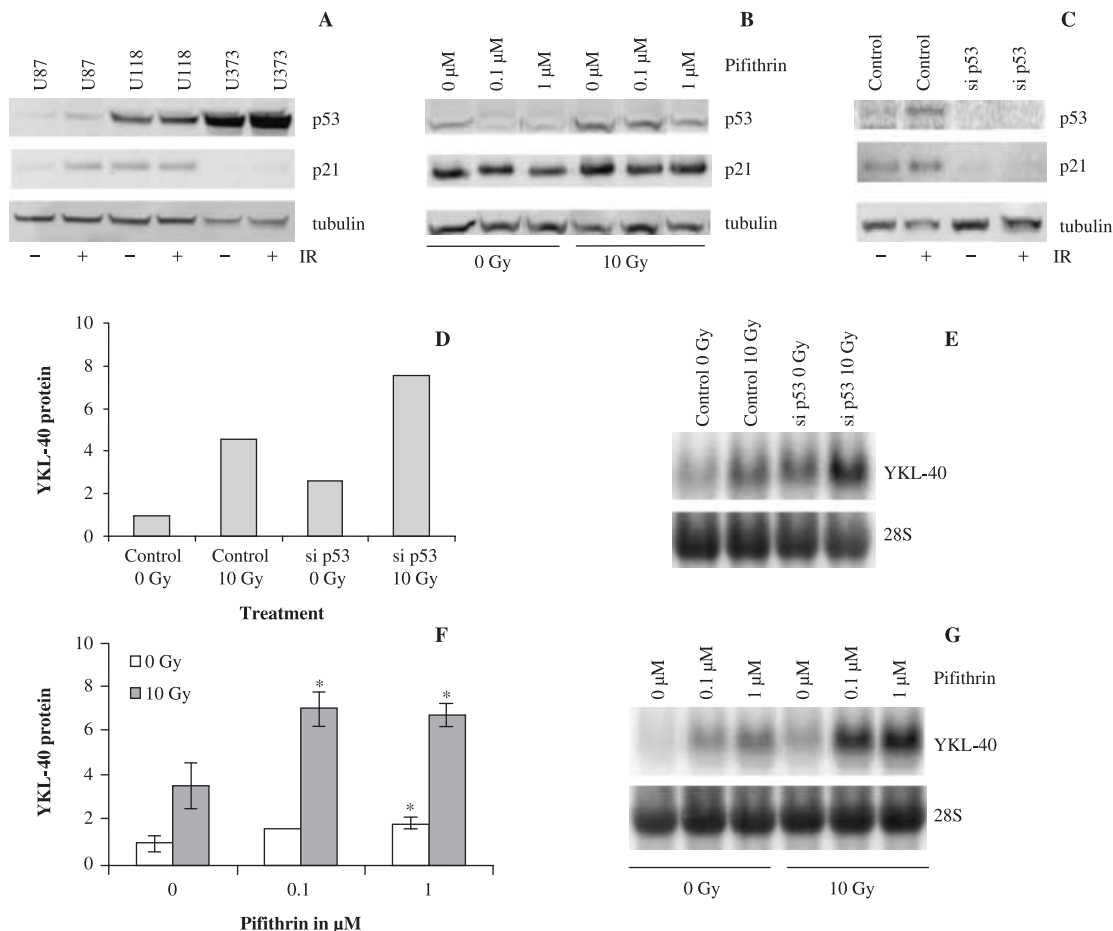 A
U87
U87
U118
U118
U373
U373
p53
p21
tubulin
− + − + − + IR
B
0 µM
0.1 µM
1 µM
0 µM
0.1 µM
1 µM
Pifithrin
p53
p21
tubulin
0 Gy 10 Gy
C
Control
Control
si p53
si p53
p53
p21
tubulin
− + − + IR
D
YKL-40 protein
10
8
6
4
2
0
Control Control si p53 si p53
0 Gy 10 Gy 0 Gy 10 Gy
Treatment
E
Control 0 Gy
Control 10 Gy
si p53 0 Gy
si p53 10 Gy
YKL-40
28S
F
YKL-40 protein
10
8
6
4
2
0
0 Gy
10 Gy
* * *
0 0.1 1
Pifithrin in µM
G
0 µM
0.1 µM
1 µM
0 µM
0.1 µM
1 µM
Pifithrin
YKL-40
28S
0 Gy 10 Gy